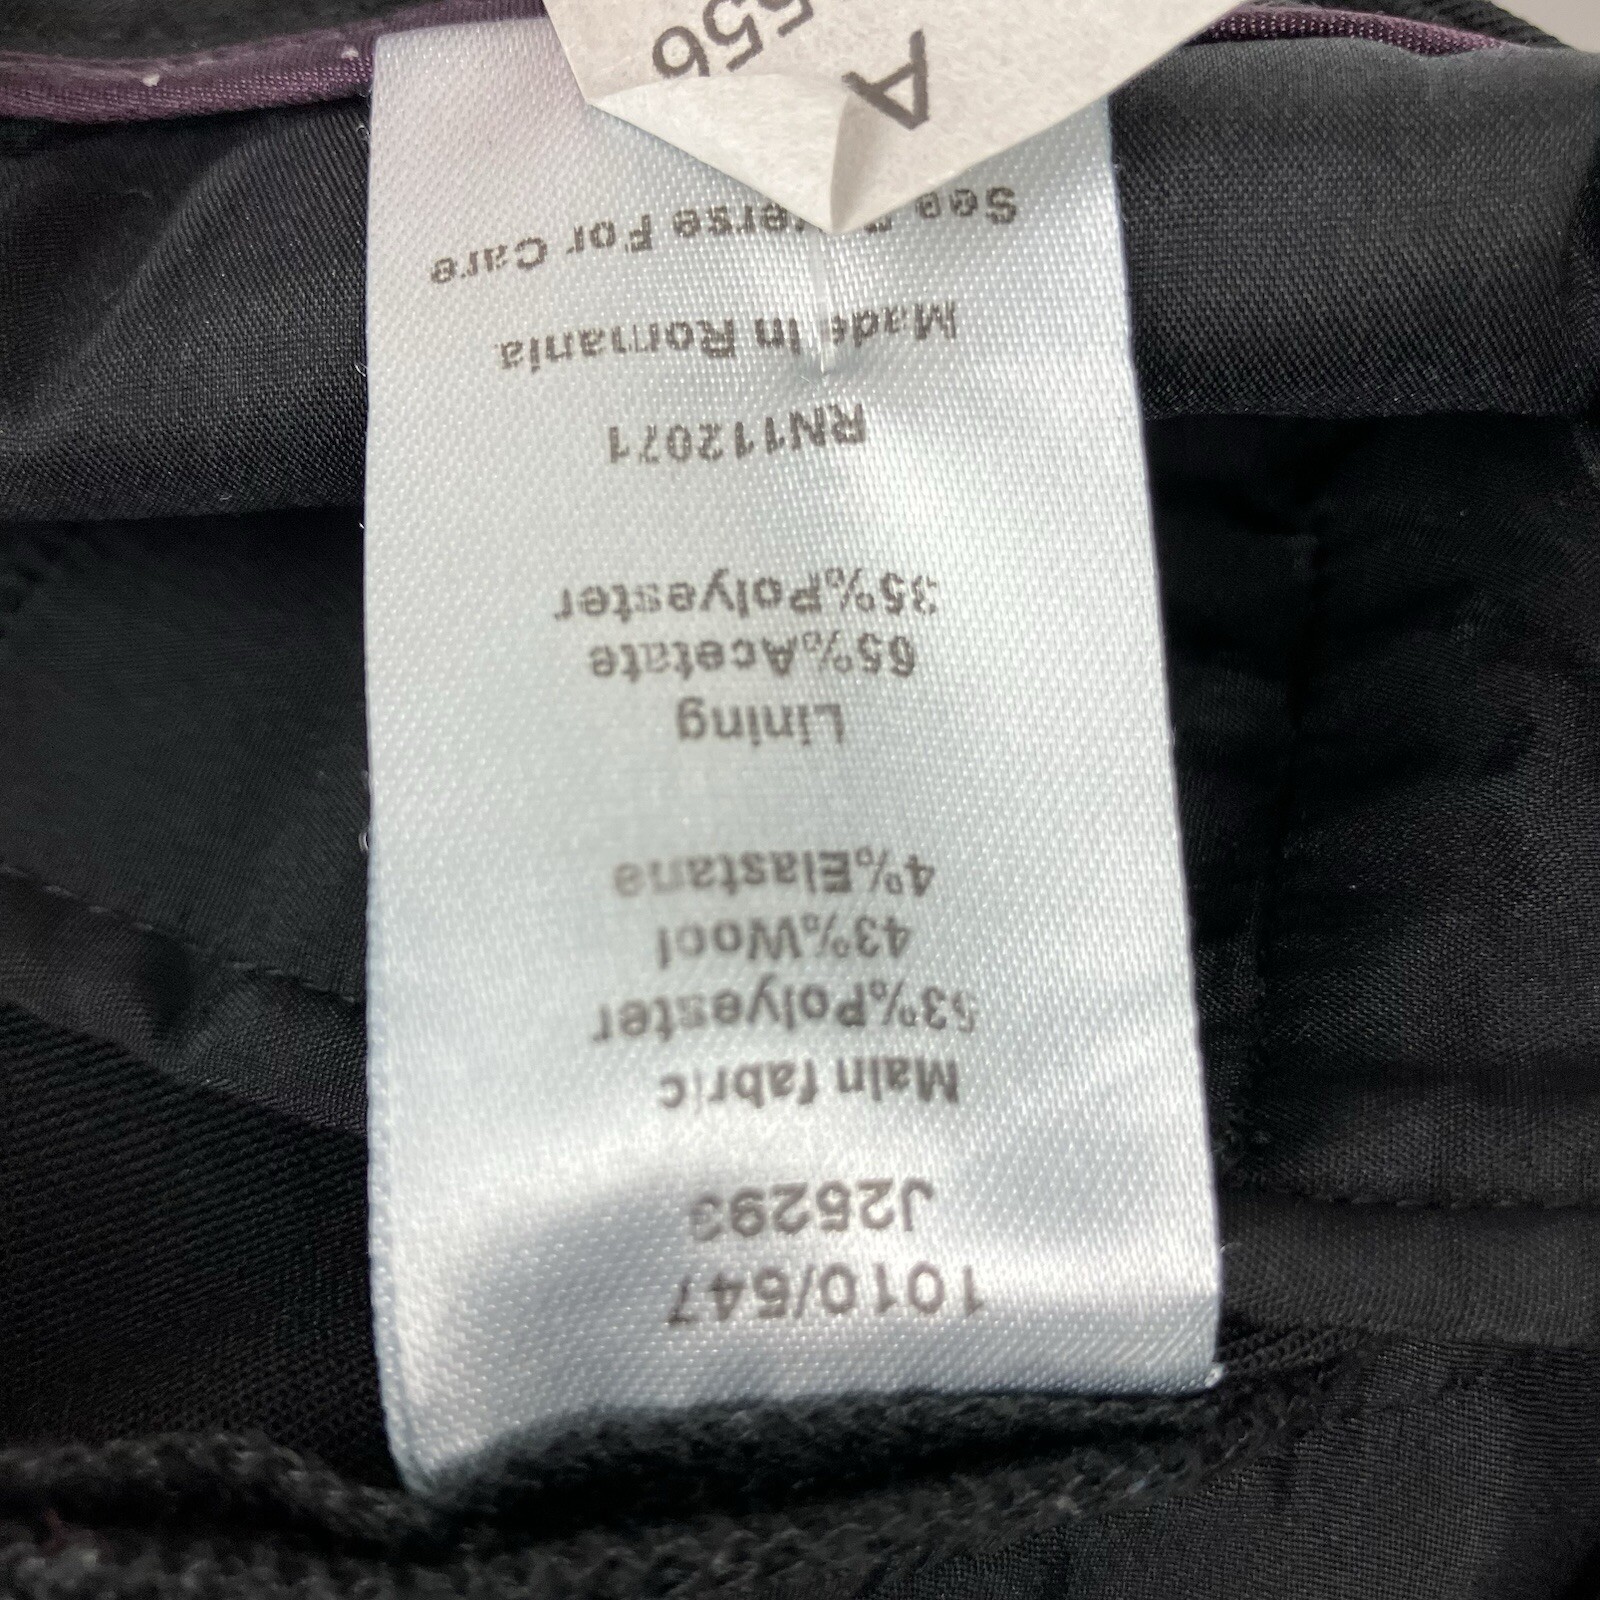 1010/547
J25293
Main fabric
53%Polyester
43%Wool
4%Elastane
Lining
65%Acetate
35%Polyester
RN112071
Made in Romania
See Reverse For Care
A